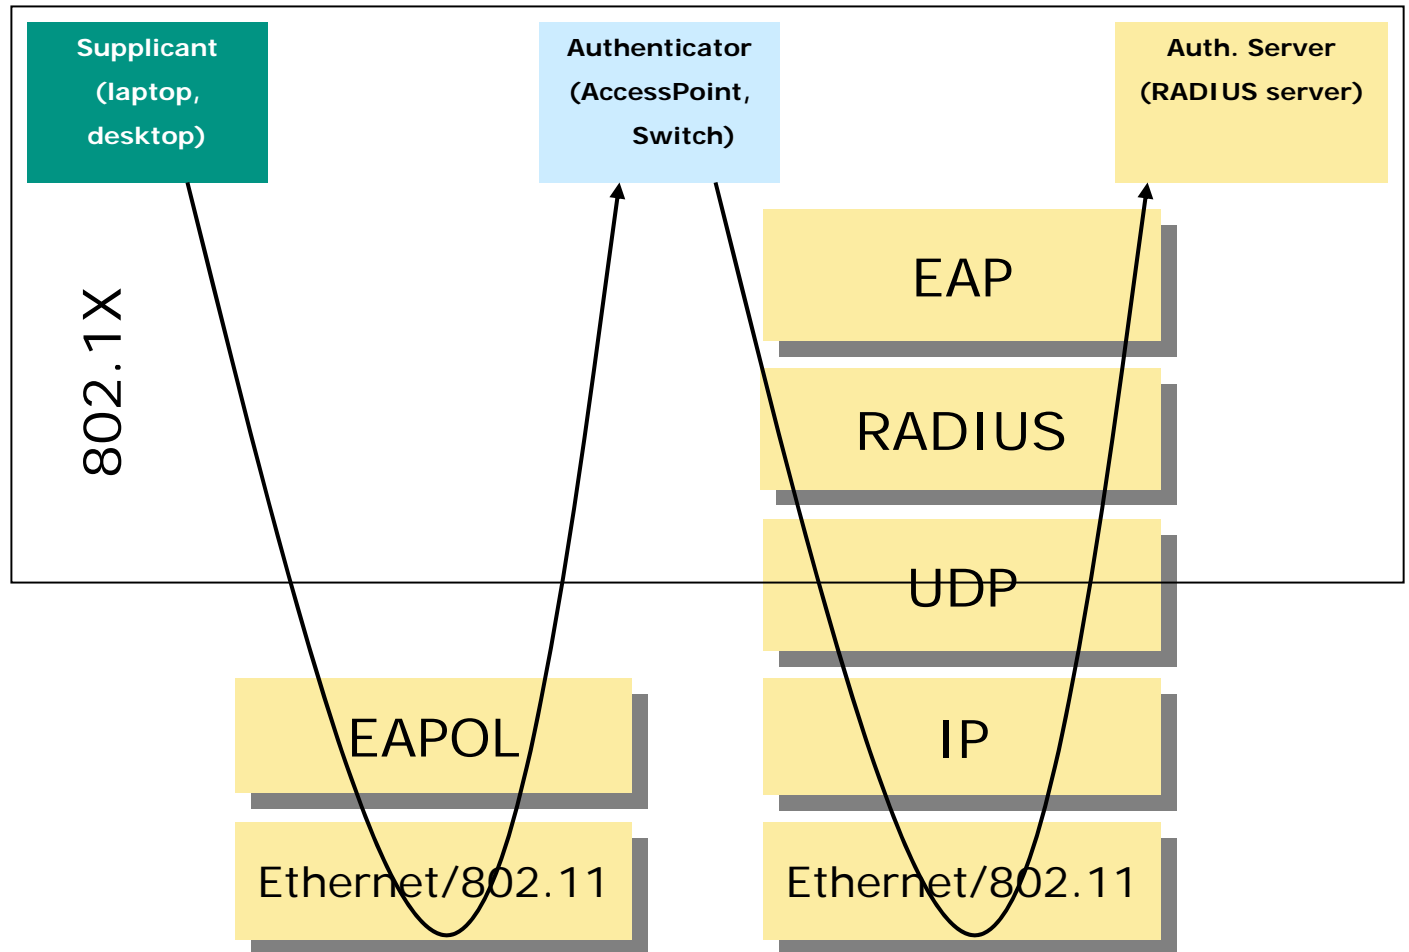 Supplicant
(laptop,
desktop)
Authenticator
(AccessPoint,
Switch)
Auth. Server
(RADIUS server)
802.1X
EAP
RADIUS
UDP
EAPOL
IP
Ethernet/802.11
Ethernet/802.11